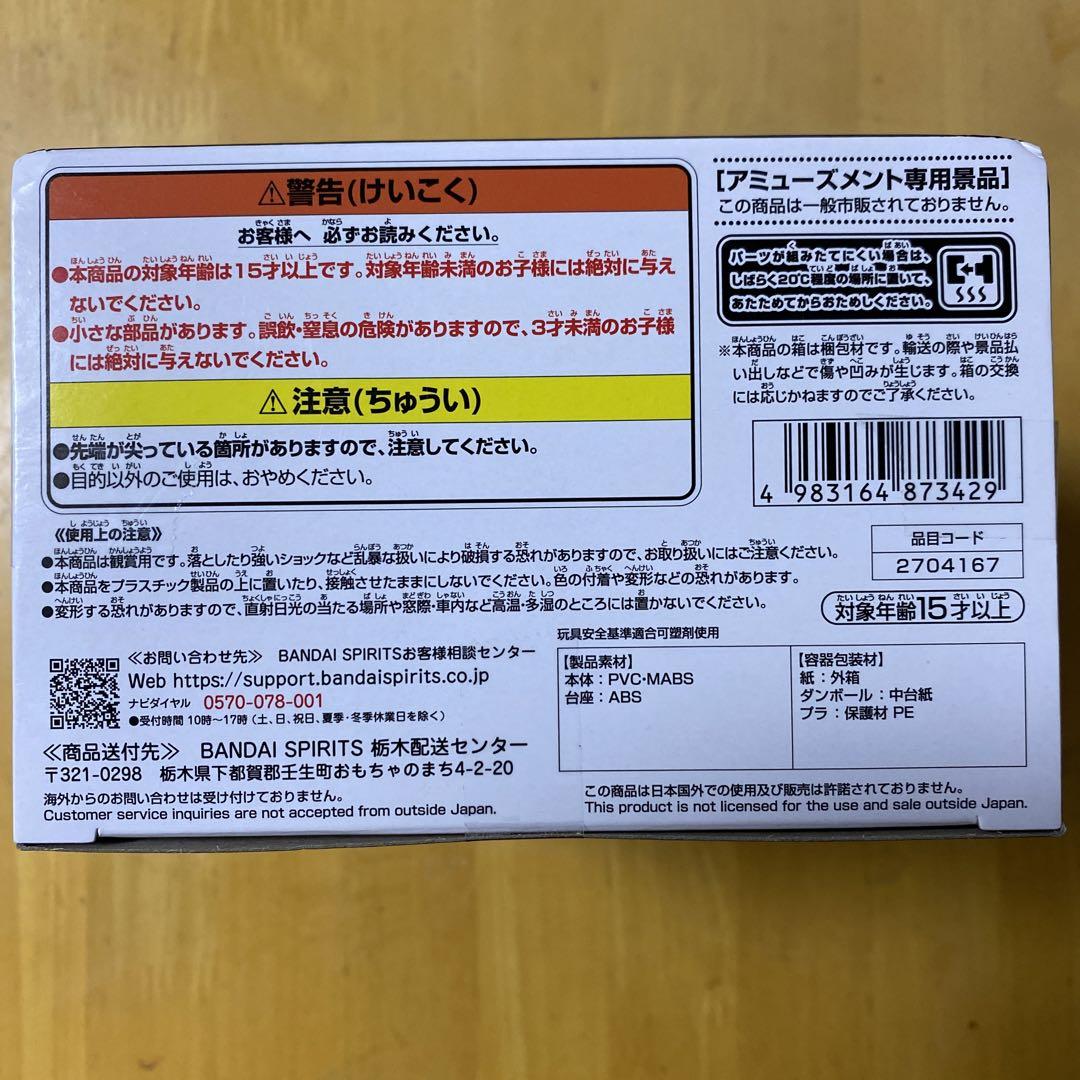 ⚠警告(けいこく)
お客様へ 必ずお読みください。
●本商品の対象年齢は15才以上です。対象年齢未満のお子様には絶対に与え
ないでください。
●小さな部品があります。誤飲・窒息の危険がありますので、3才未満のお子様
には絶対に与えないでください。
⚠注意(ちゅうい)
●先端が尖っている箇所がありますので、注意してください。
●目的以外のご使用は、おやめください。
[アミューズメント専用景品]
この商品は一般市販されておりません。
パーツが組みたてにくい場合は、
しばらく20℃程度の場所に置いて、
あたためてからおためしください。
※本商品の箱は梱包材です。輸送の際や景品払
い出しなどで傷や凹みが生じます。箱の交換
には応じかねますのでご了承ください。
4 983164 873429
品目コード
2704167
対象年齢15才以上
《使用上の注意》
●本商品は観賞用です。落としたり強いショックなど乱暴な扱いにより破損する恐れがありますので、お取り扱いにはご注意ください。
●本商品をプラスチック製品の上に置いたり、接触させたままにしないでください。色の付着や変形などの恐れがあります。
●変形する恐れがありますので、直射日光の当たる場所や窓際・車内など高温・多湿のところには置かないでください。
≪お問い合わせ先≫ BANDAI SPIRITSお客様相談センター
Web https://support.bandaispirits.co.jp
ナビダイヤル 0570-078-001
●受付時間 10時〜17時(土、日、祝日、夏季・冬季休業日を除く)
≪商品送付先≫ BANDAI SPIRITS 栃木配送センター
〒321-0298 栃木県下都賀郡壬生町おもちゃのまち4-2-20
海外からのお問い合わせは受け付けておりません。
Customer service inquiries are not accepted from outside Japan.
玩具安全基準適合可塑剤使用
【製品素材】
本体：PVC・MABS
台座：ABS
【容器包装材】
紙：外箱
ダンボール：中台紙
プラ：保護材 PE
この商品は日本国外での使用及び販売は許諾されておりません。
This product is not licensed for the use and sale outside Japan.